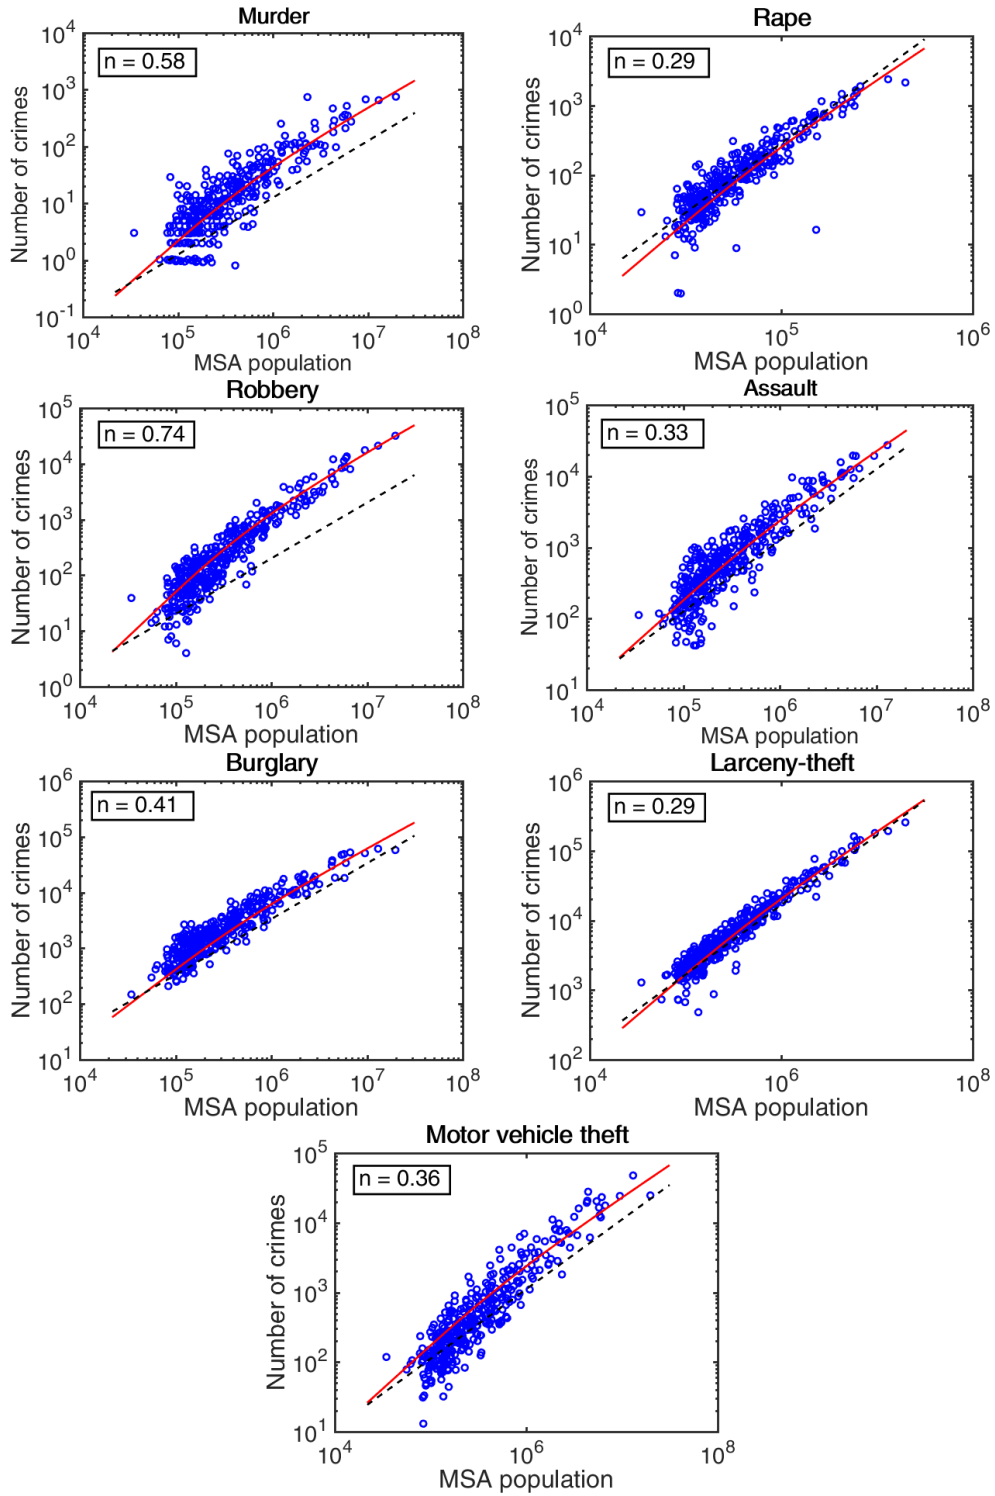 Murder
n = 0.58
Number of crimes
10^4
10^3
10^2
10^1
10^0
10^-1
10^4 10^5 10^6 10^7 10^8
MSA population
Rape
n = 0.29
Number of crimes
10^4
10^3
10^2
10^1
10^0
10^4 10^5 10^6
MSA population
Robbery
n = 0.74
Number of crimes
10^5
10^4
10^3
10^2
10^1
10^0
10^4 10^5 10^6 10^7 10^8
MSA population
Assault
n = 0.33
Number of crimes
10^5
10^4
10^3
10^2
10^1
10^4 10^5 10^6 10^7 10^8
MSA population
Burglary
n = 0.41
Number of crimes
10^6
10^5
10^4
10^3
10^2
10^1
10^4 10^5 10^6 10^7 10^8
MSA population
Larceny-theft
n = 0.29
Number of crimes
10^6
10^5
10^4
10^3
10^2
10^4 10^6 10^8
MSA population
Motor vehicle theft
n = 0.36
Number of crimes
10^5
10^4
10^3
10^2
10^1
10^4 10^6 10^8
MSA population